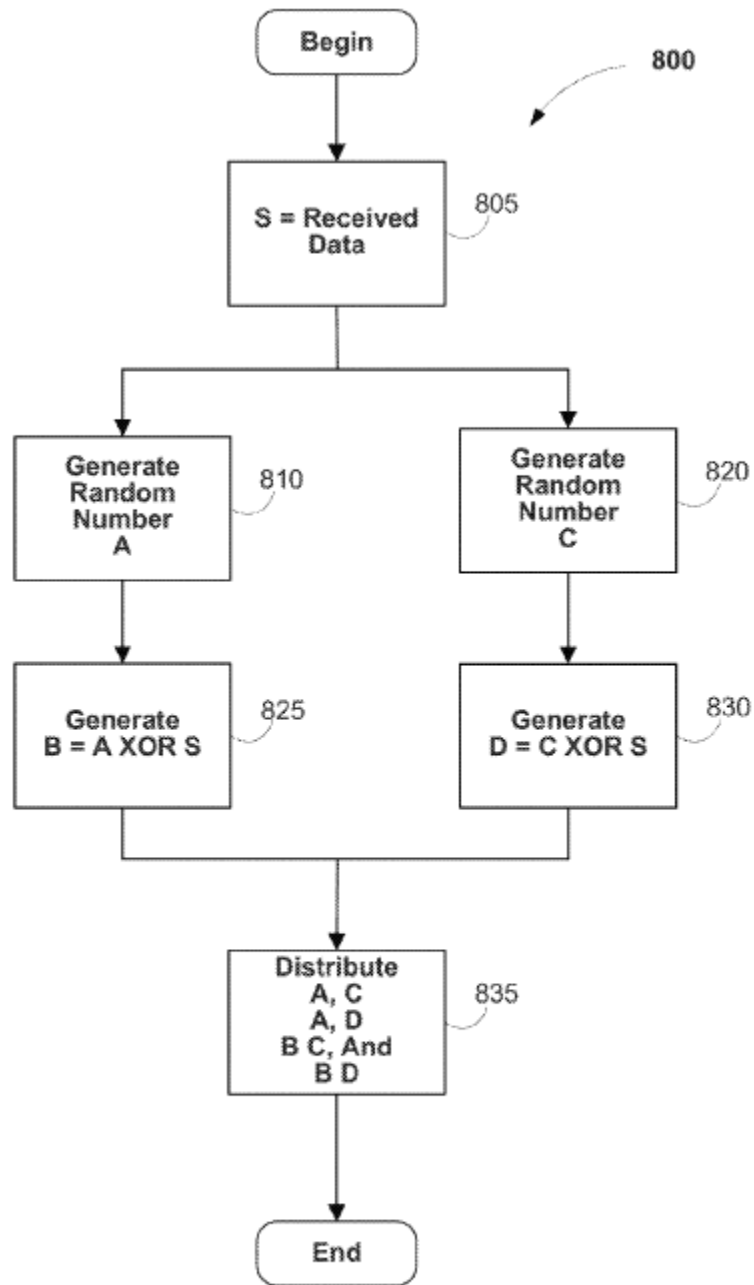 Begin
800
S = Received
Data
805
Generate
Random
Number
A
810
Generate
Random
Number
C
820
Generate
B = A XOR S
825
Generate
D = C XOR S
830
Distribute
A, C
A, D
B C, And
B D
835
End